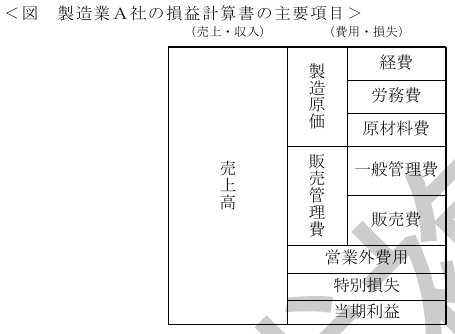 ＜図　製造業Ａ社の損益計算書の主要項目＞
（売上・収入）　（費用・損失）
売上高
製造原価
経費
労務費
原材料費
販売管理費
一般管理費
販売費
営業外費用
特別損失
当期利益